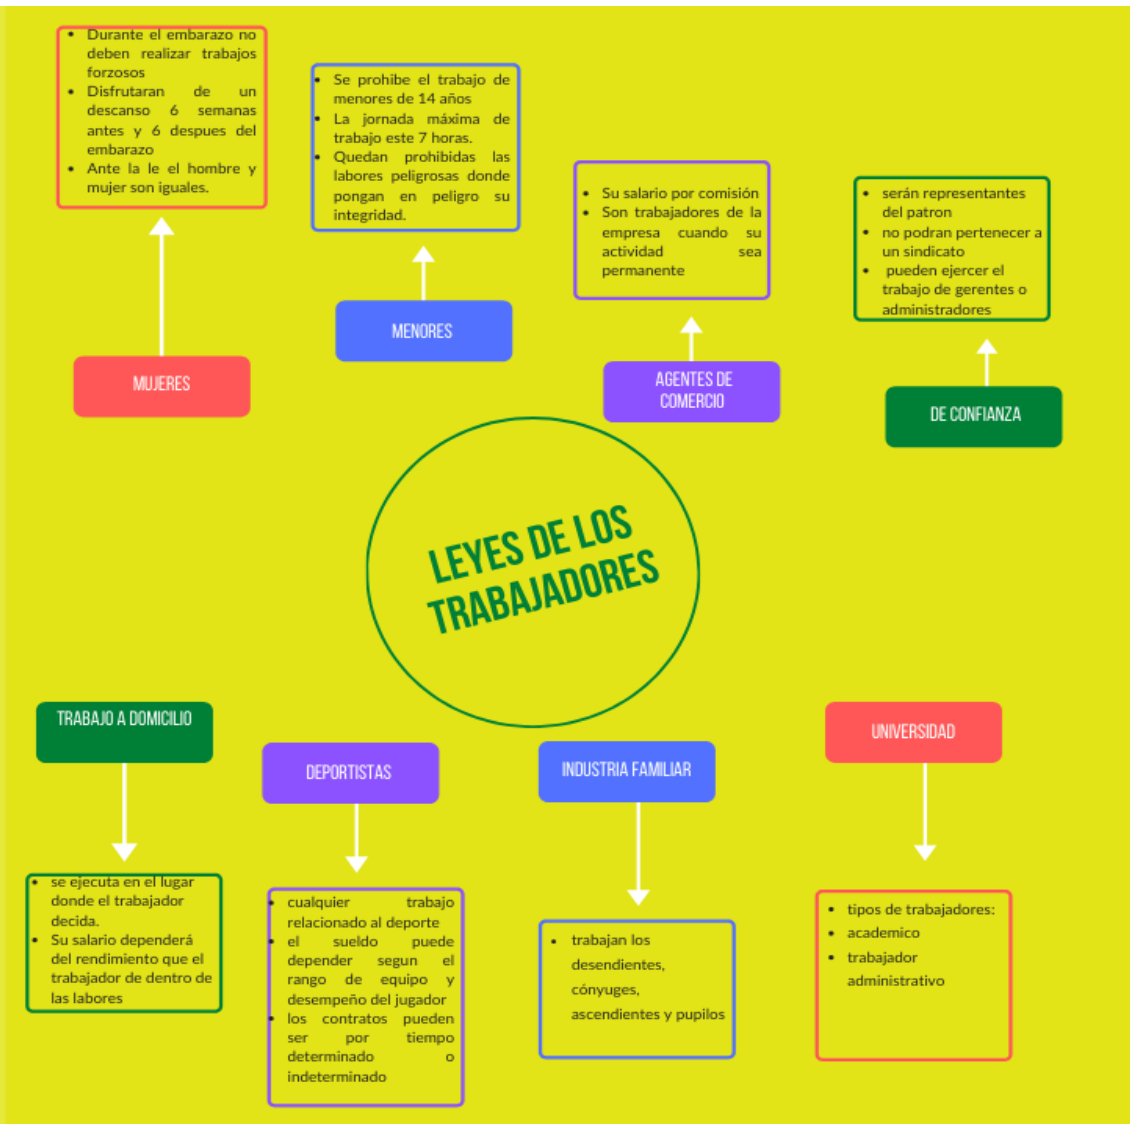 • Durante el embarazo no
deben realizar trabajos
forzosos
• Disfrutaran de un
descanso 6 semanas
antes y 6 despues del
embarazo
• Ante la le el hombre y
mujer son iguales.
MUJERES
• Se prohibe el trabajo de
menores de 14 años
• La jornada máxima de
trabajo este 7 horas.
• Quedan prohibidas las
labores peligrosas donde
pongan en peligro su
integridad.
MENORES
• Su salario por comisión
• Son trabajadores de la
empresa cuando su
actividad sea
permanente
AGENTES DE
COMERCIO
• serán representantes
del patron
• no podran pertenecer a
un sindicato
• pueden ejercer el
trabajo de gerentes o
administradores
DE CONFIANZA
LEYES DE LOS
TRABAJADORES
TRABAJO A DOMICILIO
• se ejecuta en el lugar
donde el trabajador
decida.
• Su salario dependerá
del rendimiento que el
trabajador de dentro de
las labores
DEPORTISTAS
• cualquier trabajo
relacionado al deporte
• el sueldo puede
depender segun el
rango de equipo y
desempeño del jugador
• los contratos pueden
ser por tiempo
determinado o
indeterminado
INDUSTRIA FAMILIAR
• trabajan los
desendientes,
cónyuges,
ascendientes y pupilos
UNIVERSIDAD
• tipos de trabajadores:
• academico
• trabajador
administrativo